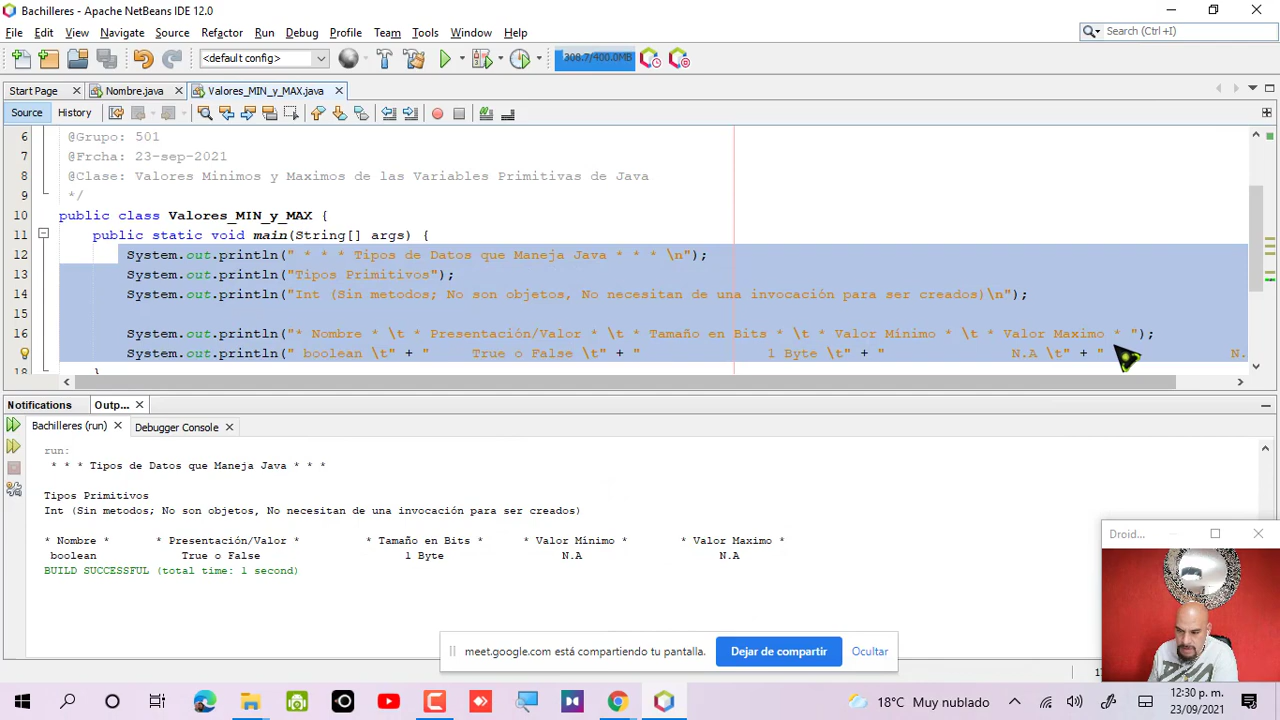 Bachilleres - Apache NetBeans IDE 12.0
File Edit View Navigate Source Refactor Run Debug Profile Team Tools Window Help
Search (Ctrl+I)
<default config>
308.7/400.0MB
Start Page Nombre.java Valores_MIN_y_MAX.java
Source History
6 @Grupo: 501
7 @Frcha: 23-sep-2021
8 @Clase: Valores Minimos y Maximos de las Variables Primitivas de Java
9 */
10 public class Valores_MIN_y_MAX {
11 public static void main(String[] args) {
12 System.out.println(" * * * Tipos de Datos que Maneja Java * * * \n");
13 System.out.println("Tipos Primitivos");
14 System.out.println("Int (Sin metodos; No son objetos, No necesitan de una invocación para ser creados)\n");
15
16 System.out.println("* Nombre * \t * Presentación/Valor * \t * Tamaño en Bits * \t * Valor Mínimo * \t * Valor Maximo * ");
System.out.println(" boolean \t" + " True o False \t" + " 1 Byte \t" + " N.A \t" + " N.
18 }
Notifications Outp...
Bachilleres (run) Debugger Console
run:
* * * Tipos de Datos que Maneja Java * * *
Tipos Primitivos
Int (Sin metodos; No son objetos, No necesitan de una invocación para ser creados)
* Nombre * * Presentación/Valor * * Tamaño en Bits * * Valor Mínimo * * Valor Maximo *
boolean True o False 1 Byte N.A N.A
BUILD SUCCESSFUL (total time: 1 second)
Droid...
meet.google.com está compartiendo tu pantalla. Dejar de compartir Ocultar
18°C Muy nublado
12:30 p. m.
23/09/2021